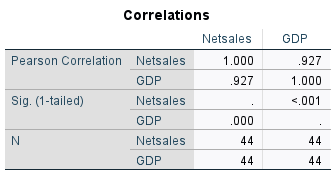 Correlations
Netsales GDP
Pearson Correlation Netsales 1.000 .927
GDP .927 1.000
Sig. (1-tailed) Netsales . <.001
GDP .000 .
N Netsales 44 44
GDP 44 44